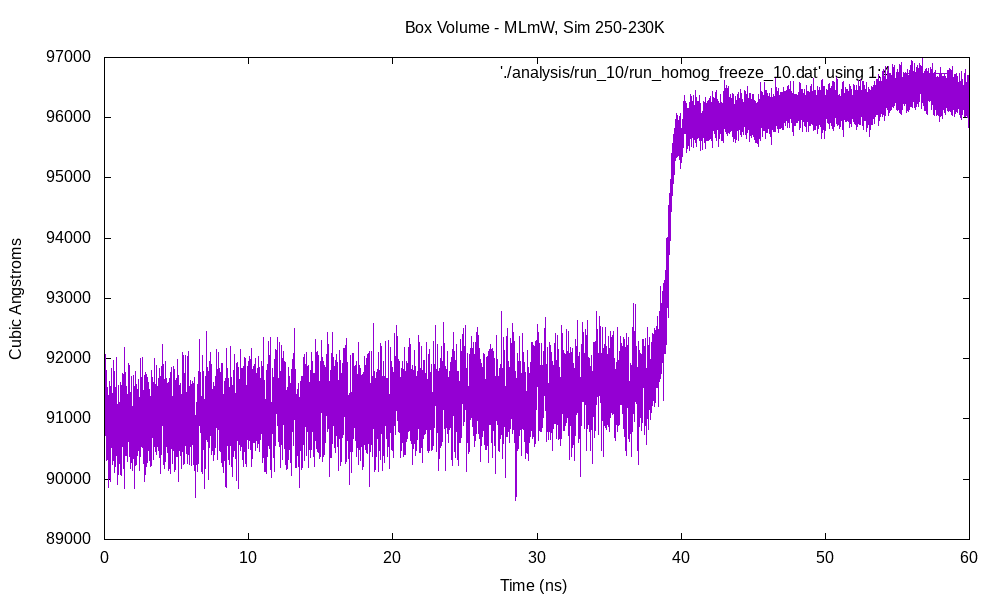 Box Volume - MLmW, Sim 250-230K
97000
'./analysis/run_10/run_homog_freeze_10.dat' using
96000
95000
94000
93000
92000
91000
90000
89000
Cubic Angstroms
0 10 20 30 40 50 60
Time (ns)